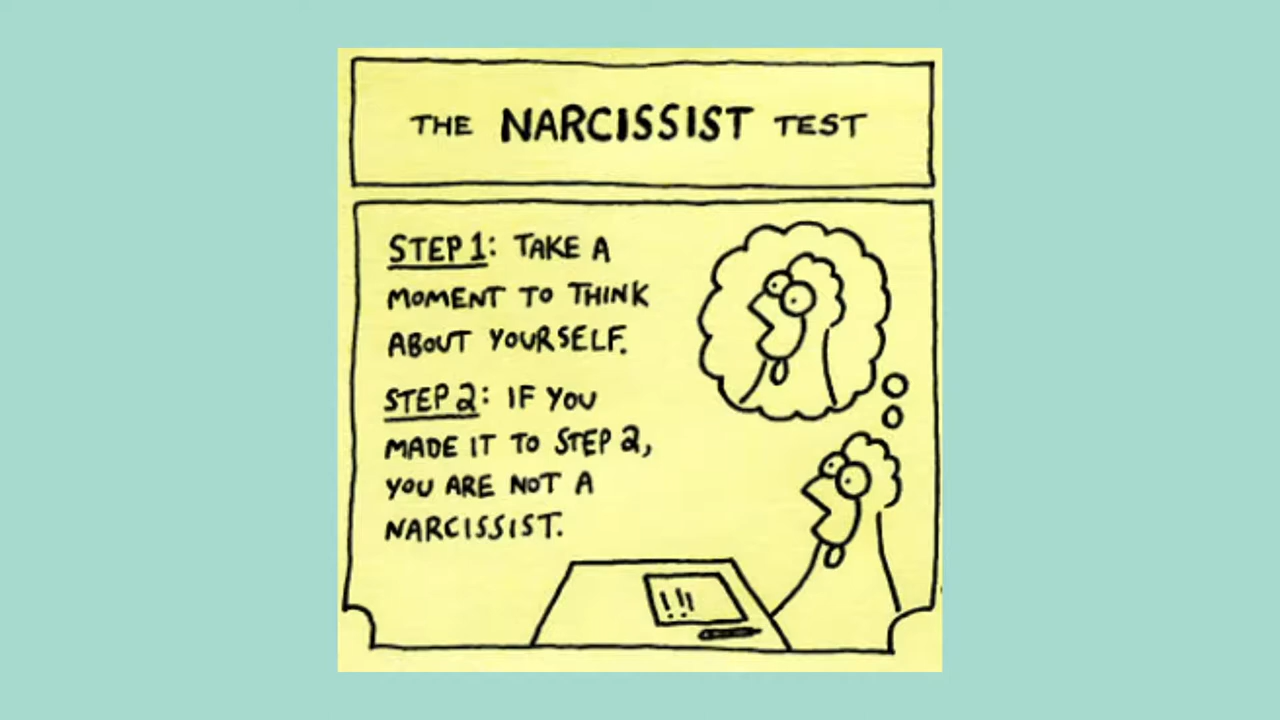 THE NARCISSIST TEST
STEP 1: TAKE A
MOMENT TO THINK
ABOUT YOURSELF.
STEP 2: IF YOU
MADE IT TO STEP 2,
YOU ARE NOT A
NARCISSIST.